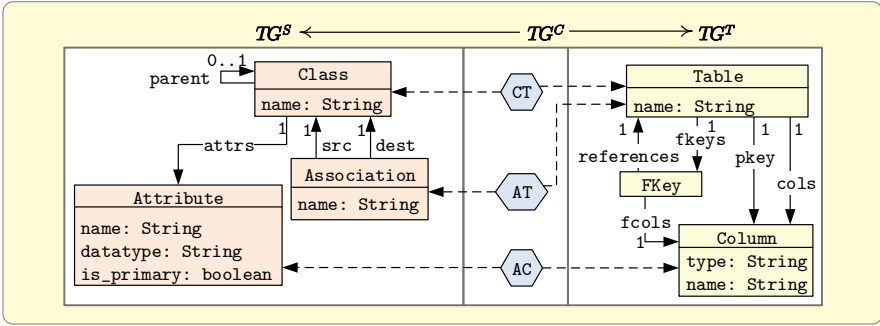 TG^S TG^C TG^T
0..1
parent
Class
name: String
1
attrs
1
src
1
dest
Association
name: String
Attribute
name: String
datatype: String
is_primary: boolean
CT
AT
AC
Table
name: String
1
references
1
fkeys
1
pkey
1
cols
FKey
fcols
1
Column
type: String
name: String